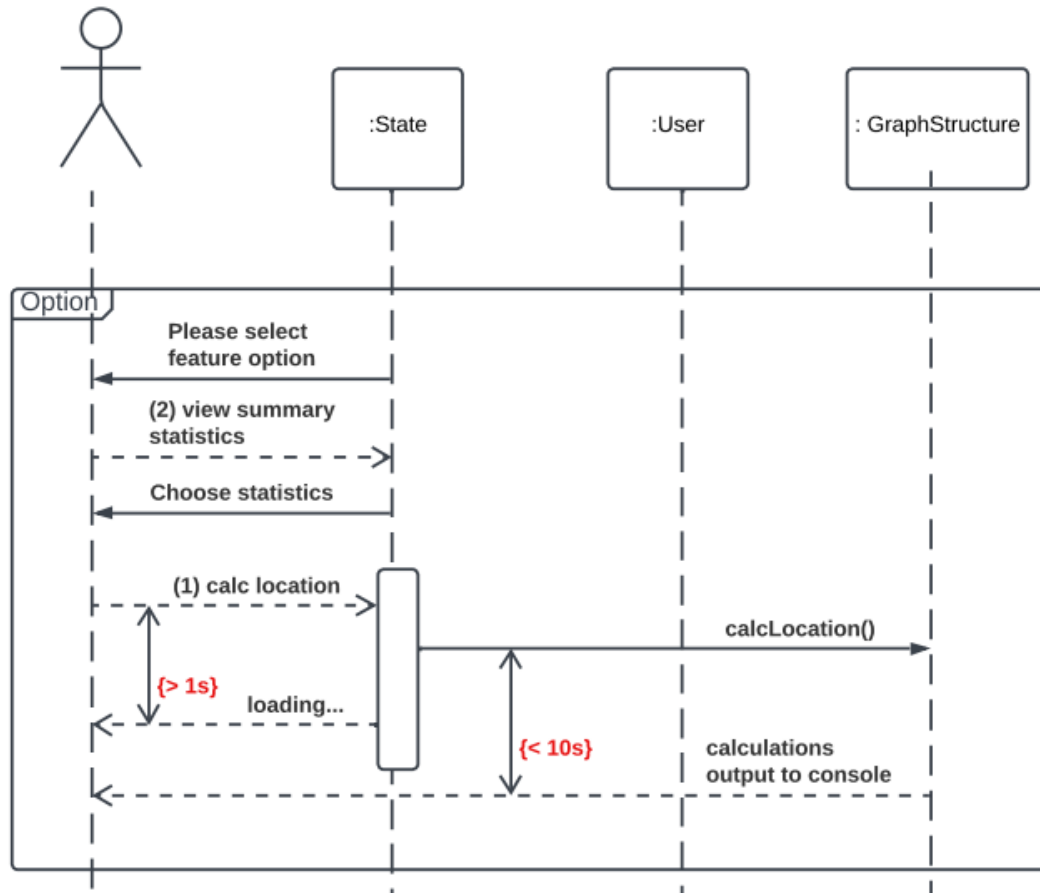 :State
:User
: GraphStructure
Option
Please select
feature option
(2) view summary
statistics
Choose statistics
(1) calc location
calcLocation()
{> 1s}
loading...
{< 10s}
calculations
output to console